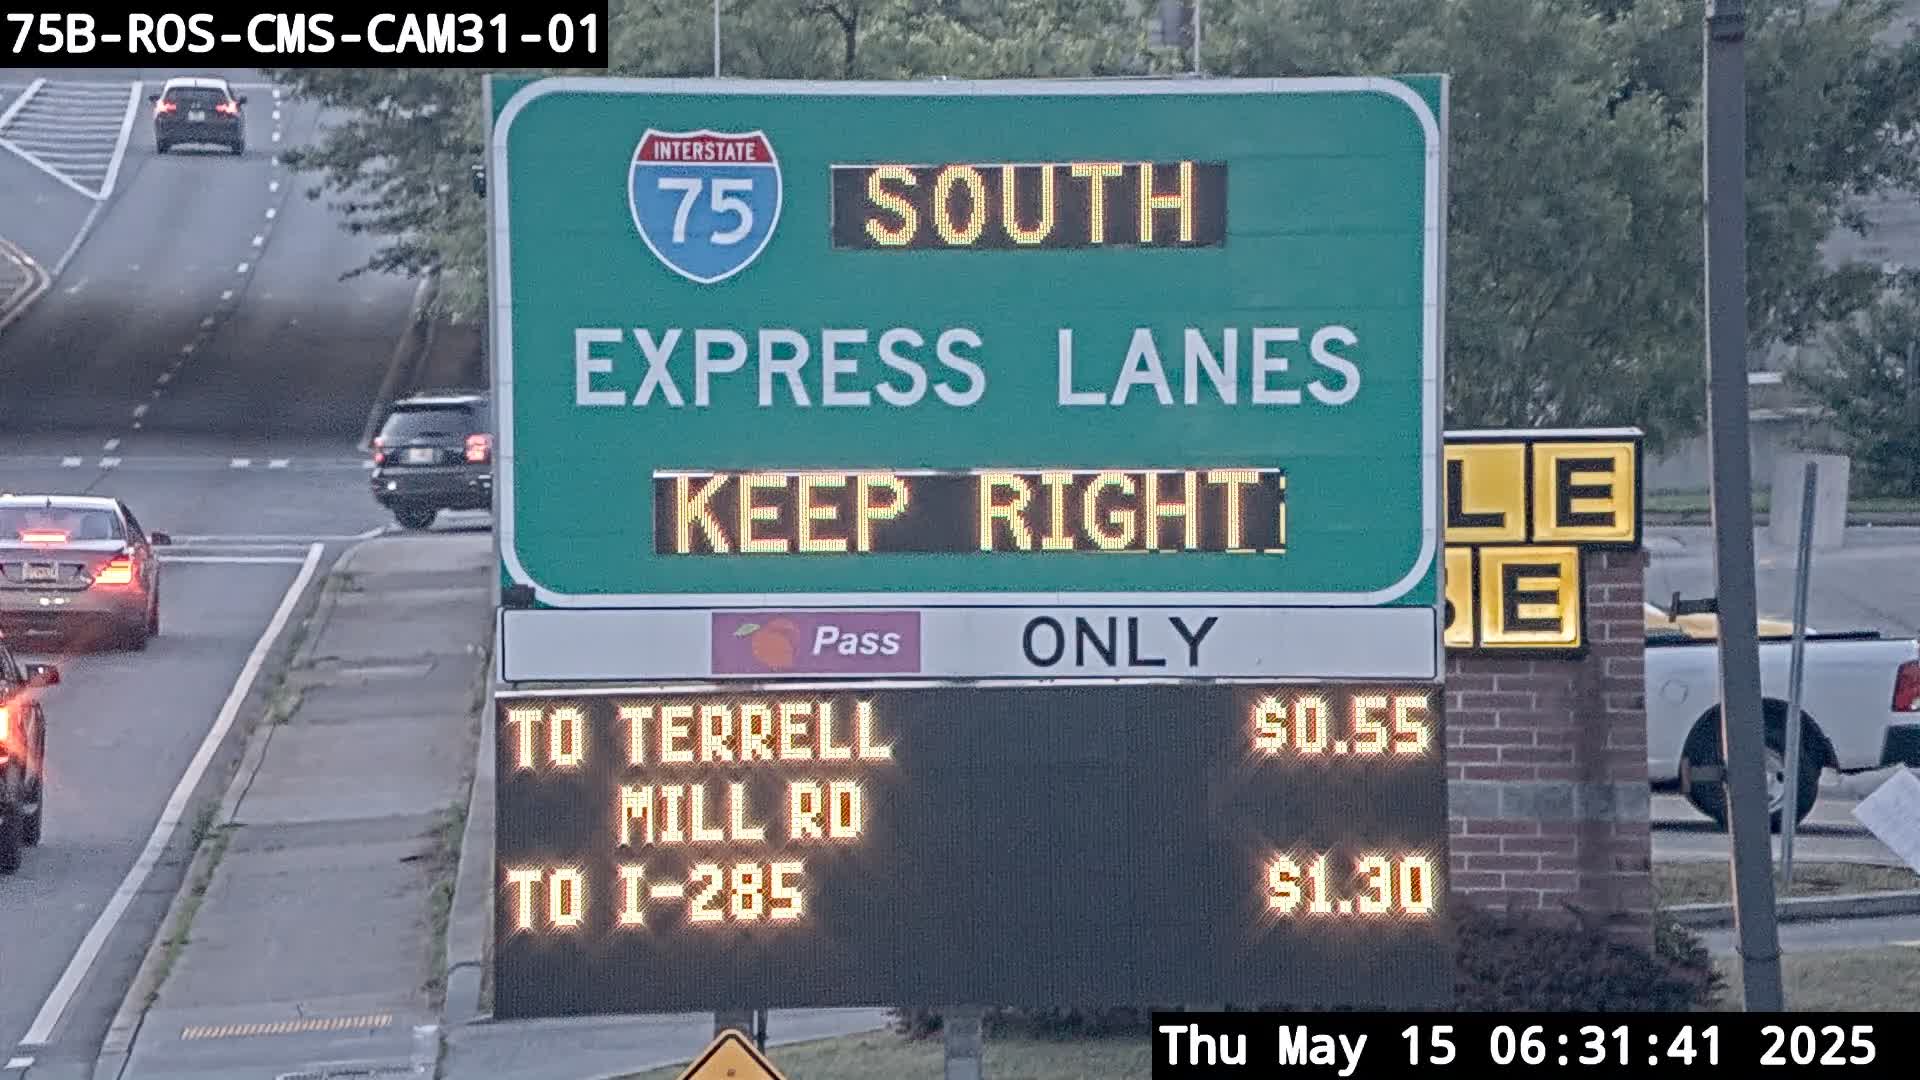 75B-ROS-CMS-CAM31-01
INTERSTATE
75
SOUTH
EXPRESS LANES
KEEP RIGHT
Pass ONLY
TO TERRELL $0.55
MILL RD
TO I-285 $1.30
LE
E
Thu May 15 06:31:41 2025